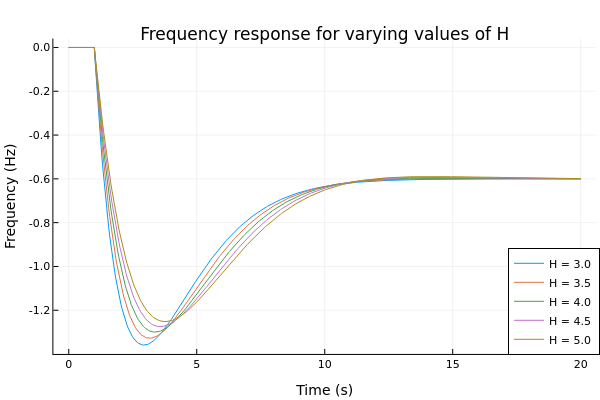 Frequency response for varying values of H
0.0
-0.2
-0.4
-0.6
-0.8
-1.0
-1.2
Frequency (Hz)
H = 3.0
H = 3.5
H = 4.0
H = 4.5
H = 5.0
0 5 10 15 20
Time (s)